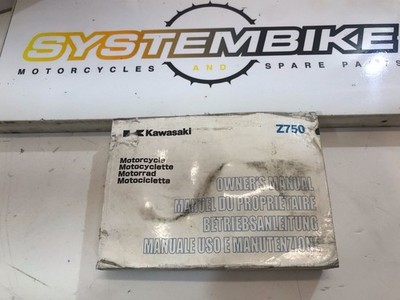 SYSTEMBIKE
MOTORCYCLES AND SPARE PARTS
Kawasaki
Z750
Motorcycle
Motocyclette
Motorrad
Motocicletta
OWNER'S MANUAL
MANUEL DU PROPRIÉTAIRE
BETRIEBSANLEITUNG
MANUALE USO E MANUTENZIONE